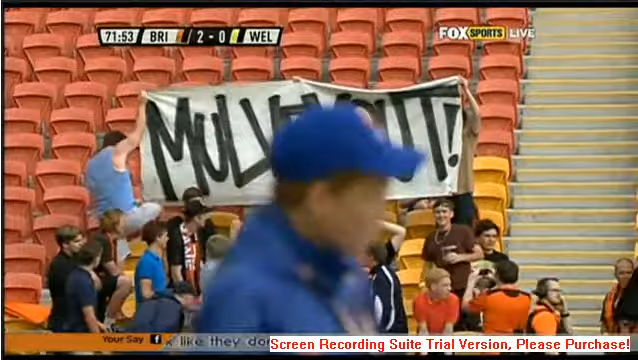 71:53 BRI 2-0 WEL
FOX SPORTS LIVE
MULV OUT!
Your Say f k like they do
Screen Recording Suite Trial Version, Please Purchase!